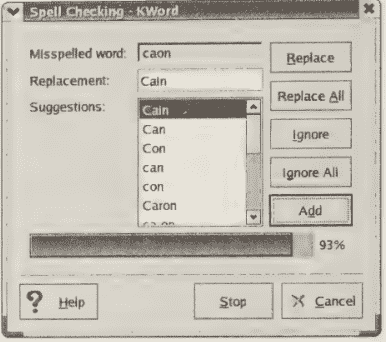 Spell Checking - KWord
Misspelled word: caon
Replace
Replacement: Cain
Replace All
Suggestions: Cain
Can
Con
Ignore
can
con
Ignore All
Caron
Add
93%
? Help
Stop
Cancel